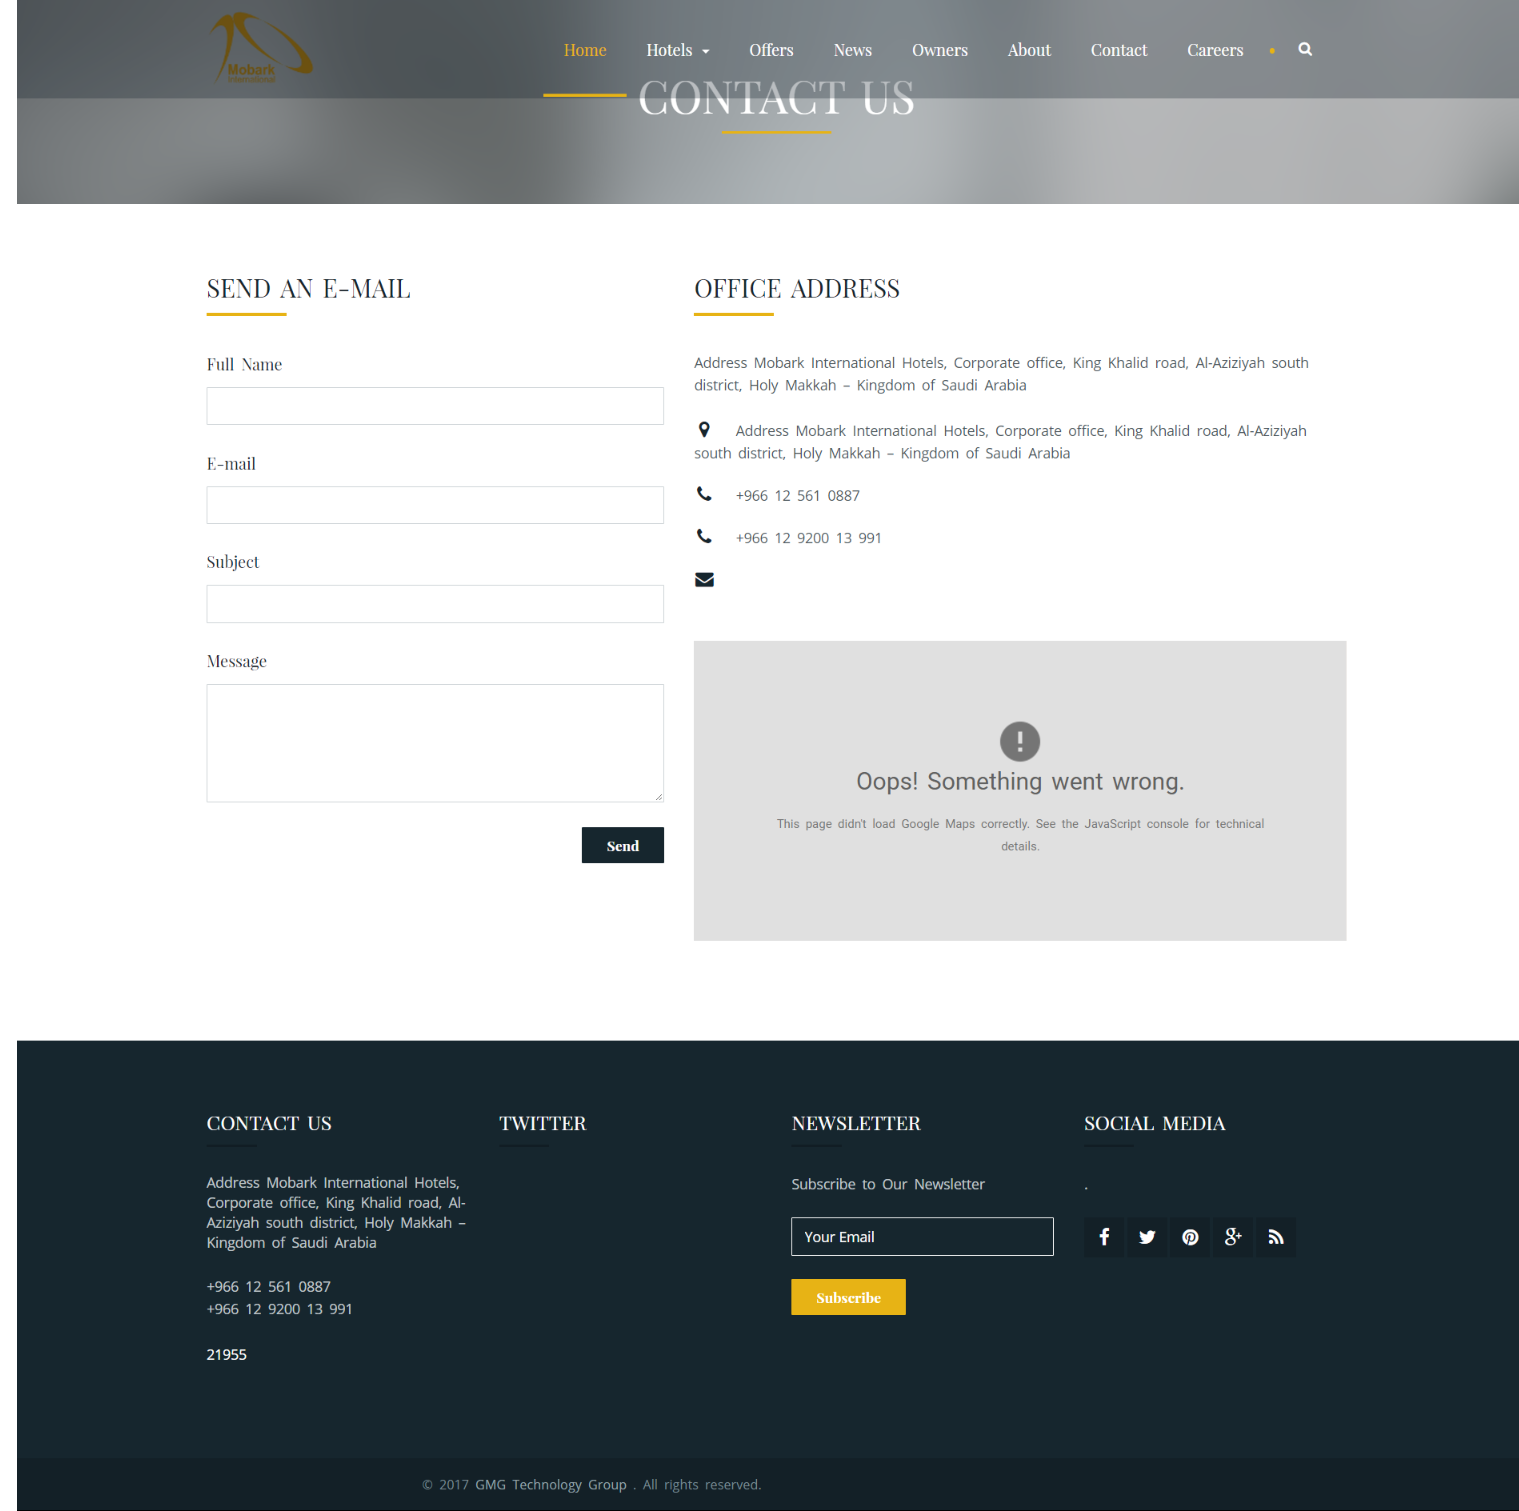 Mobark
International
Home Hotels Offers News Owners About Contact Careers
CONTACT US
SEND AN E-MAIL
Full Name
E-mail
Subject
Message
Send
OFFICE ADDRESS
Address Mobark International Hotels, Corporate office, King Khalid road, Al-Aziziyah south
district, Holy Makkah – Kingdom of Saudi Arabia
Address Mobark International Hotels, Corporate office, King Khalid road, Al-Aziziyah
south district, Holy Makkah – Kingdom of Saudi Arabia
+966 12 561 0887
+966 12 9200 13 991
Oops! Something went wrong.
This page didn't load Google Maps correctly. See the JavaScript console for technical
details.
CONTACT US
Address Mobark International Hotels,
Corporate office, King Khalid road, Al-
Aziziyah south district, Holy Makkah –
Kingdom of Saudi Arabia
+966 12 561 0887
+966 12 9200 13 991
21955
TWITTER
NEWSLETTER
Subscribe to Our Newsletter
Your Email
Subscribe
SOCIAL MEDIA
.
© 2017 GMG Technology Group . All rights reserved.